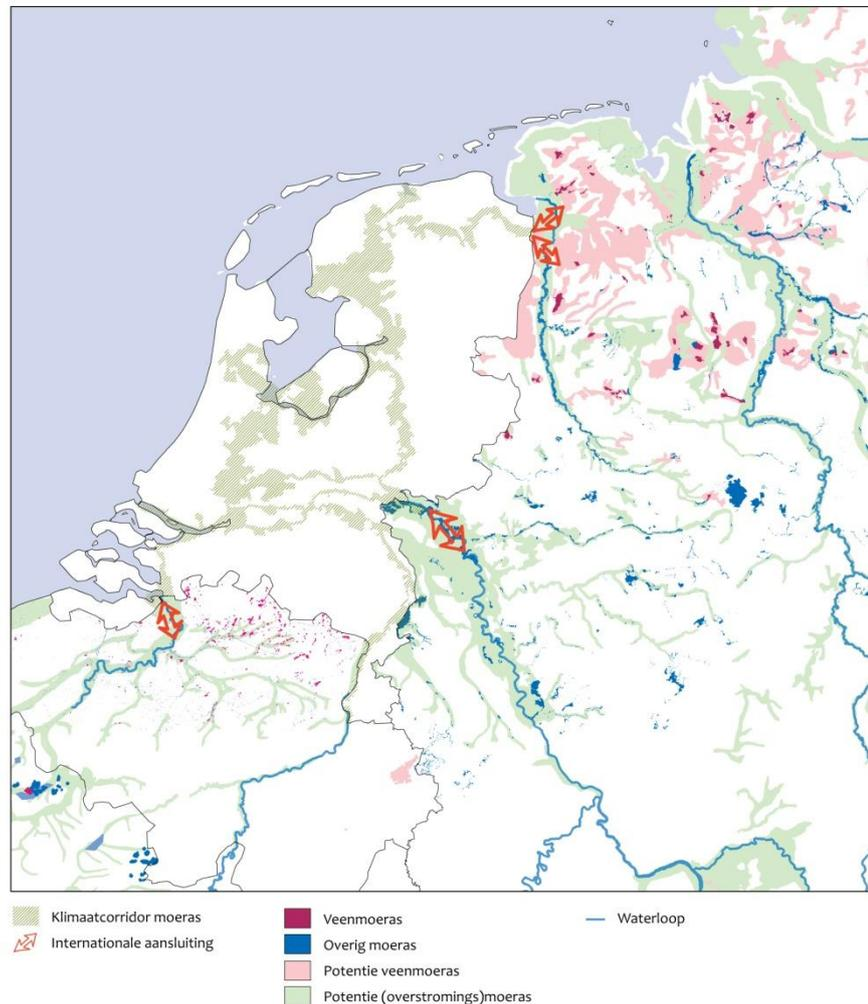 Klimaatcorridor moeras
Internationale aansluiting
Veenmoeras
Overig moeras
Potentie veenmoeras
Potentie (overstromings)moeras
Waterloop